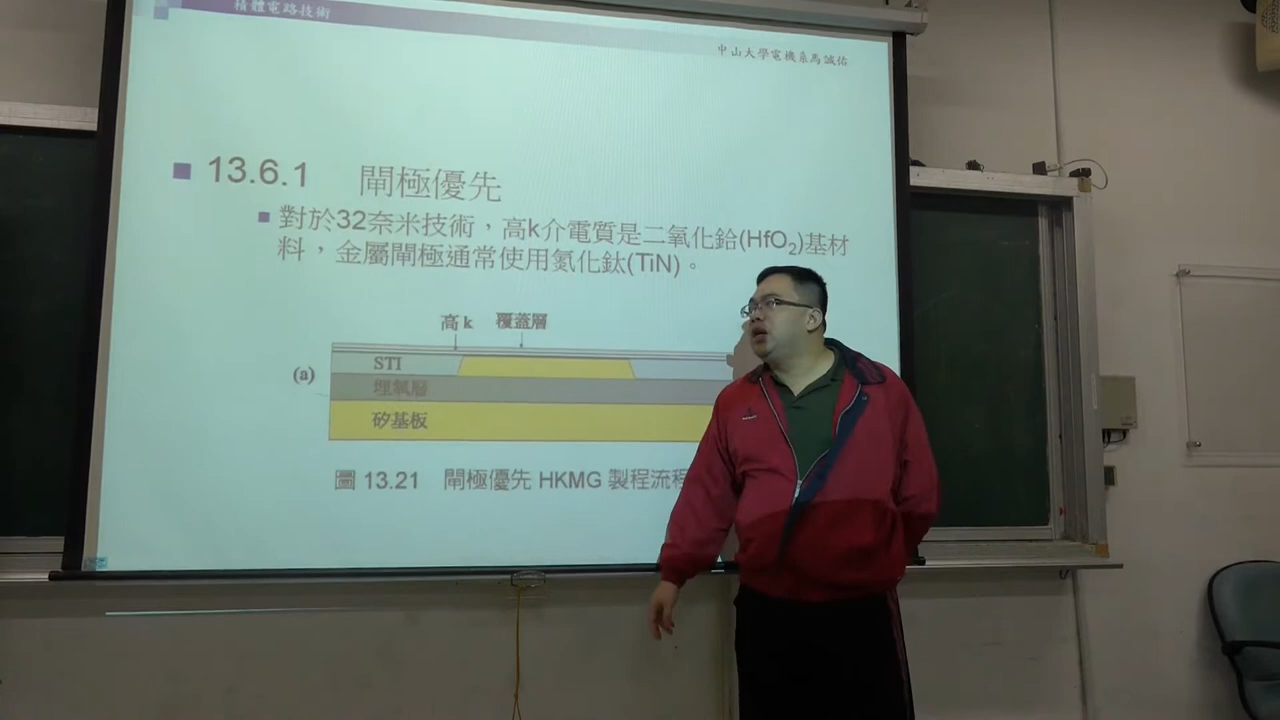 積體電路技術
中山大學電機系馬誠佑
13.6.1 閘極優先
對於32奈米技術，高k介電質是二氧化鉿(HfO₂)基材
料，金屬閘極通常使用氮化鈦(TiN)。
高 k 覆蓋層
STI
(a)
埋氧層
矽基板
圖 13.21 閘極優先 HKMG 製程流程